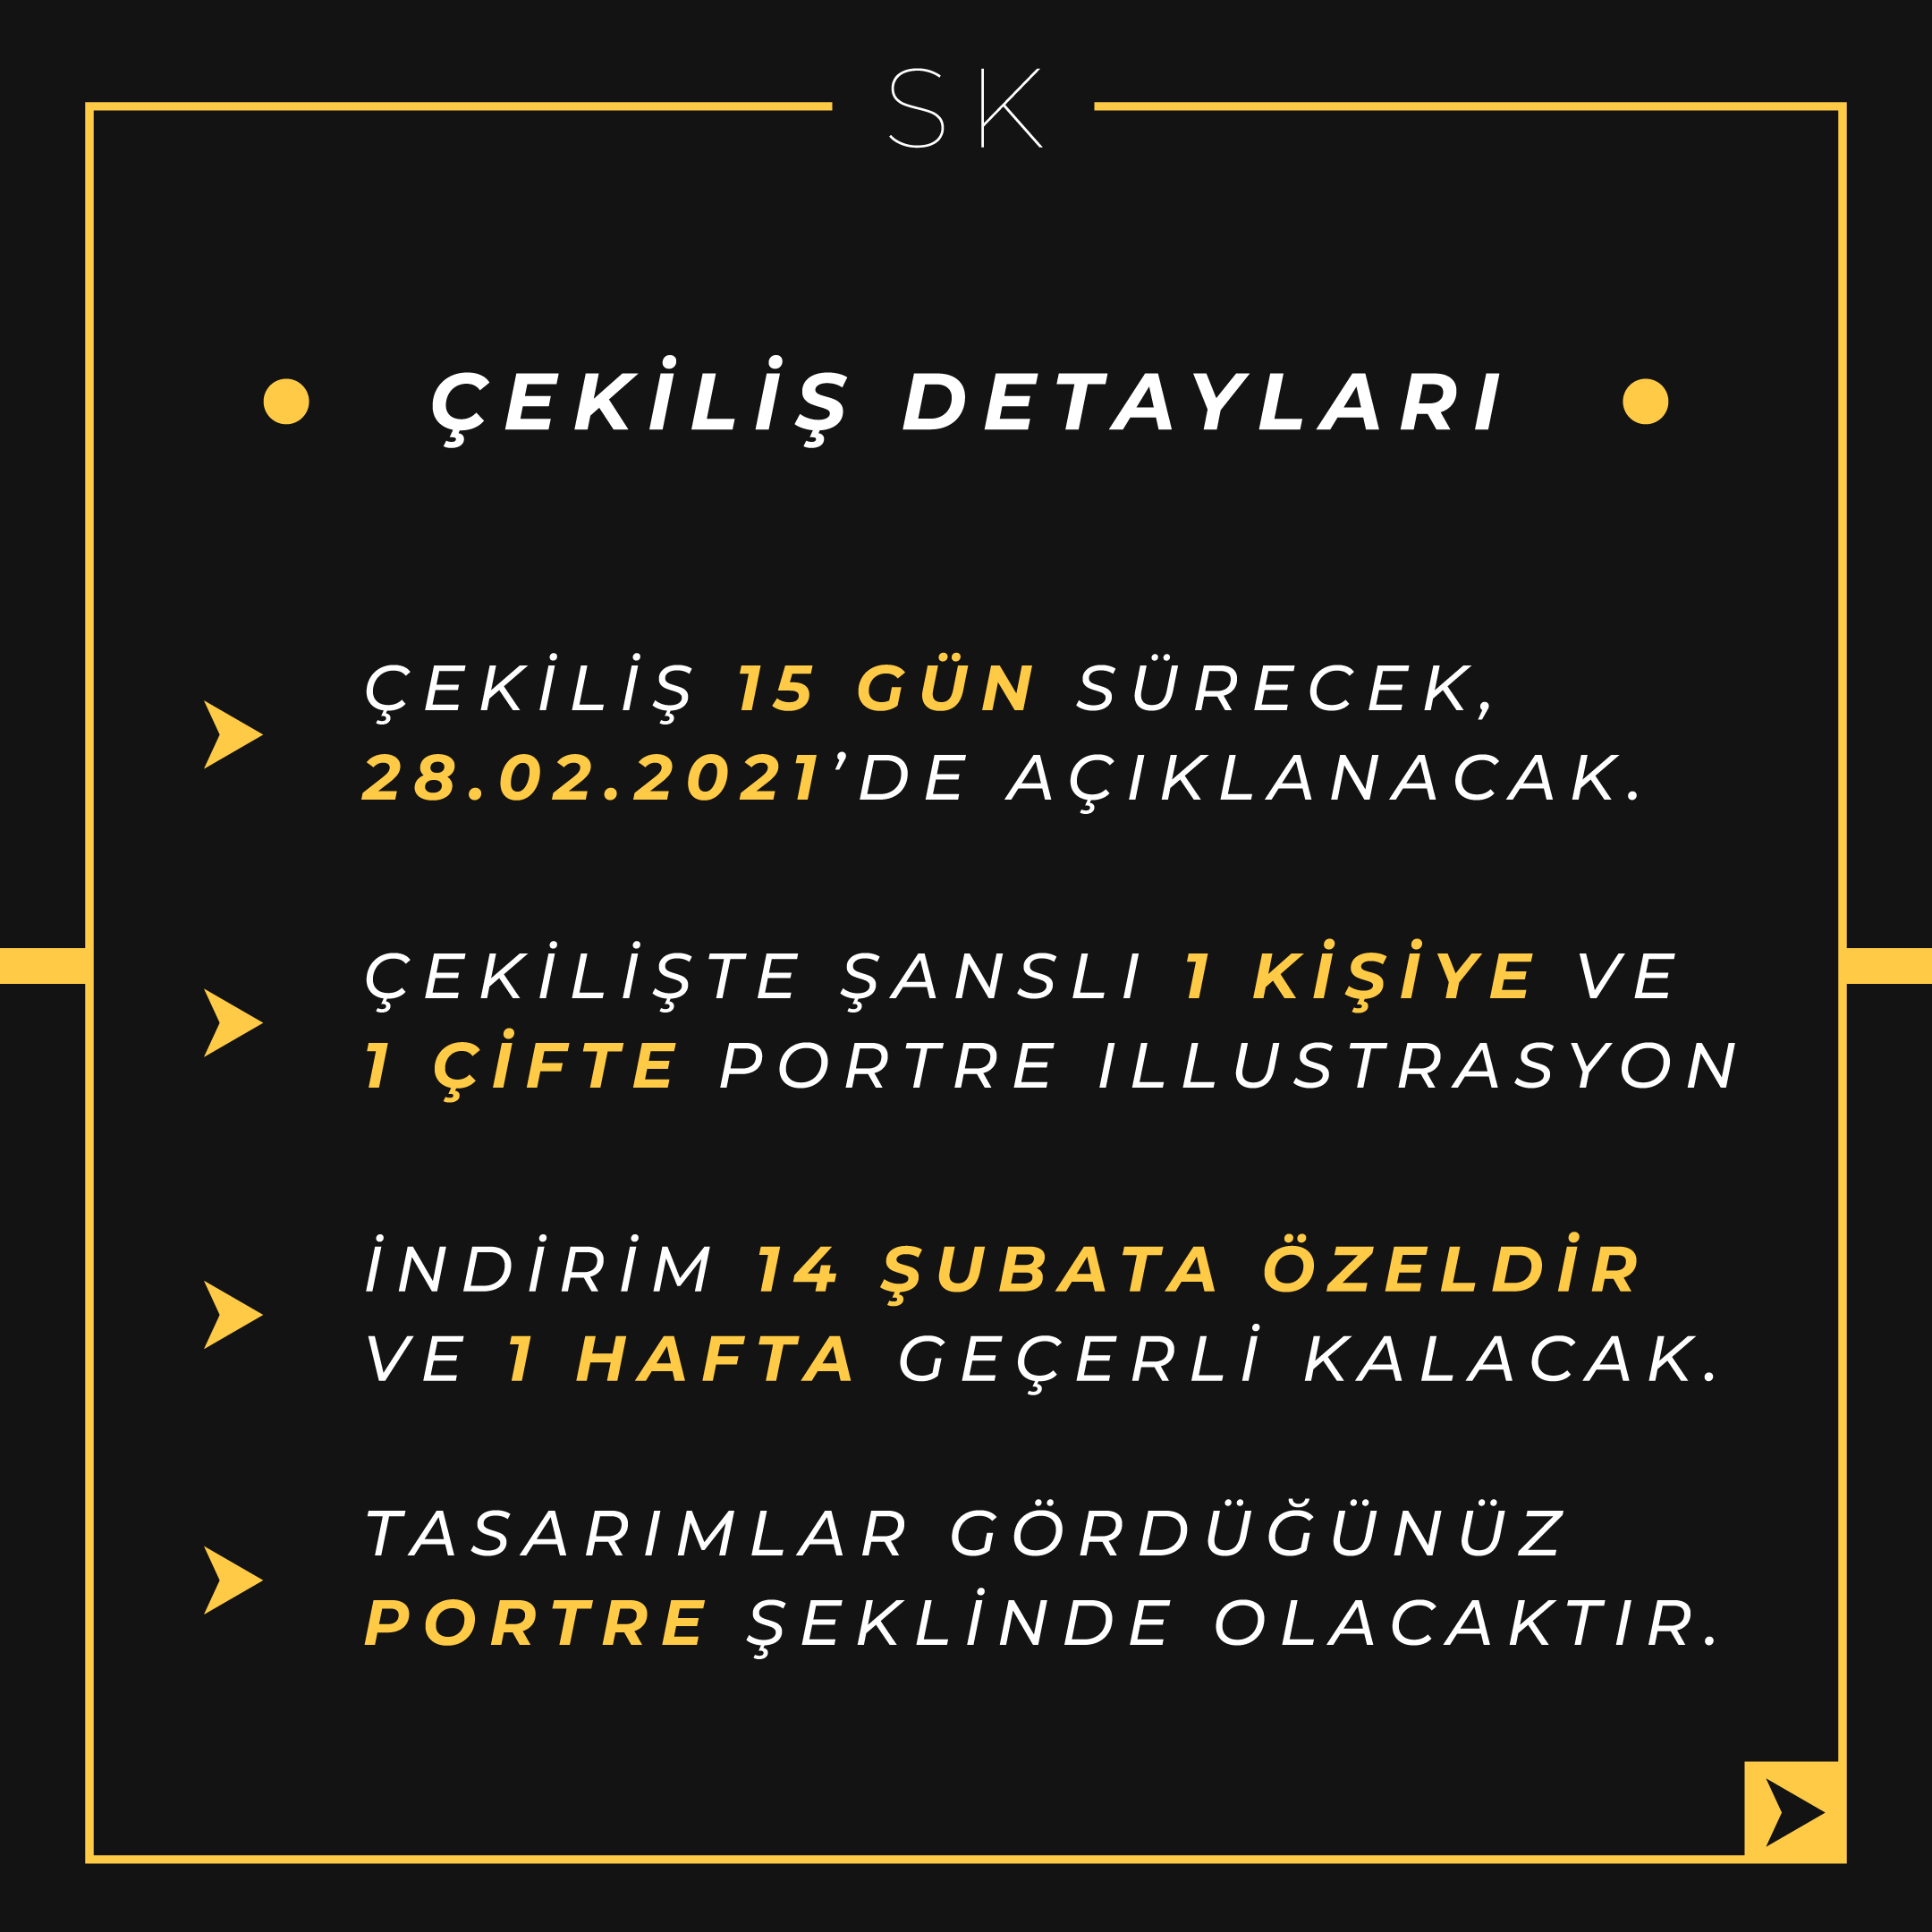 SK
ÇEKİLİŞ DETAYLARI
ÇEKİLİŞ 15 GÜN SÜRECEK,
28.02.2021’DE AÇIKLANACAK.
ÇEKİLİŞTE ŞANSLI 1 KİŞİYE VE
1 ÇİFTE PORTRE ILLUSTRASYON
İNDİRİM 14 ŞUBATA ÖZELDİR
VE 1 HAFTA GEÇERLİ KALACAK.
TASARIMLAR GÖRDÜĞÜNÜZ
PORTRE ŞEKLİNDE OLACAKTIR.